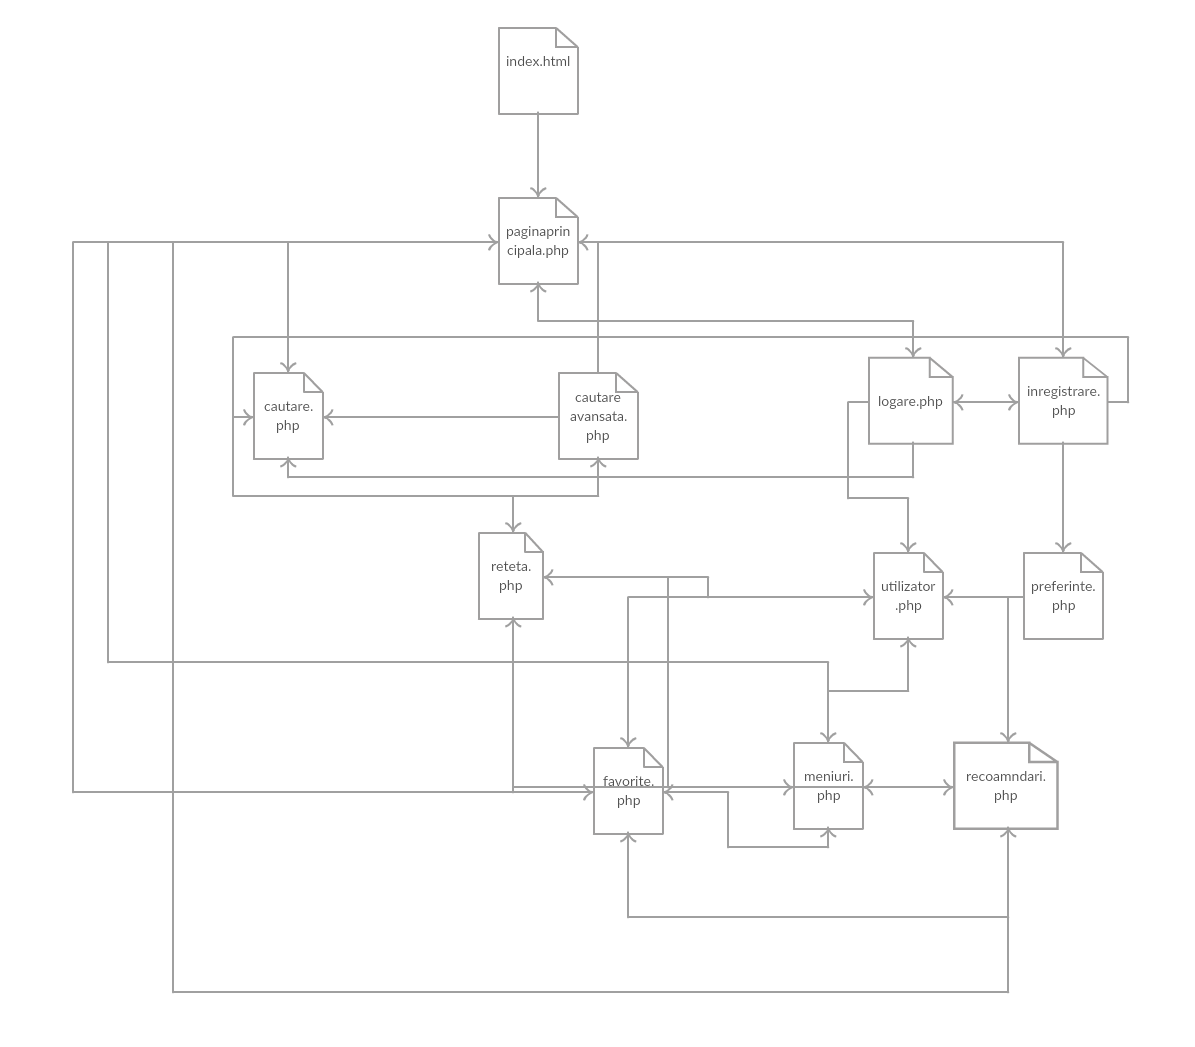 index.html
paginaprin
cipala.php
cautare.
php
cautare
avansata.
php
logare.php
inregistrare.
php
reteta.
php
utilizator
.php
preferinte.
php
favorite.
php
meniuri.
php
recoamndari.
php